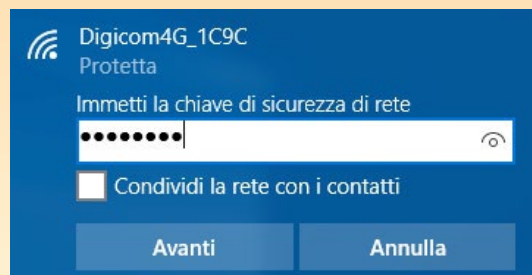 Digicom4G_1C9C
Protetta
Immetti la chiave di sicurezza di rete
••••••••
Condividi la rete con i contatti
Avanti Annulla